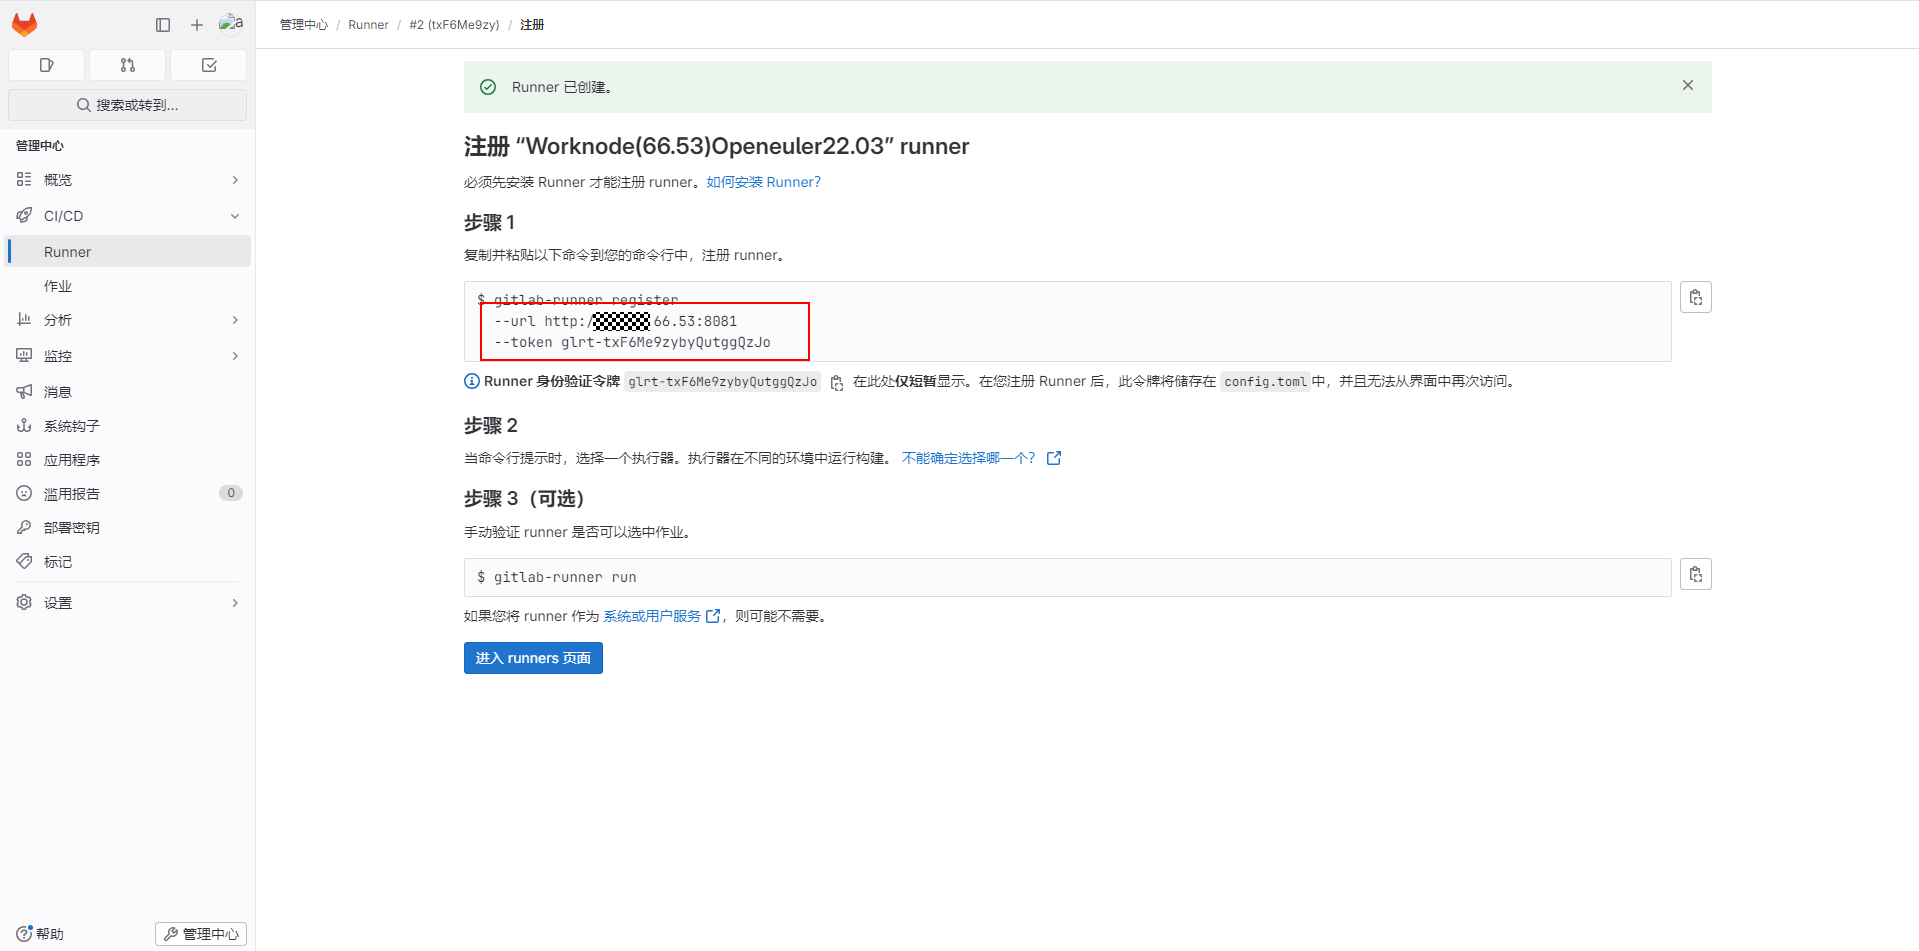 a
管理中心 / Runner / #2 (txF6Me9zy) / 注册
搜索或转到...
管理中心
概览
CI/CD
Runner
作业
分析
监控
消息
系统钩子
应用程序
滥用报告 0
部署密钥
标记
设置
帮助
管理中心
Runner 已创建。
注册 “Worknode(66.53)Openeuler22.03” runner
必须先安装 Runner 才能注册 runner。如何安装 Runner?
步骤 1
复制并粘贴以下命令到您的命令行中，注册 runner。
$ gitlab-runner register
--url http:/ 66.53:8081
--token glrt-txF6Me9zybyQutggQzJo
Runner 身份验证令牌 glrt-txF6Me9zybyQutggQzJo 在此处仅短暂显示。在您注册 Runner 后，此令牌将储存在 config.toml 中，并且无法从界面中再次访问。
步骤 2
当命令行提示时，选择一个执行器。执行器在不同的环境中运行构建。 不能确定选择哪一个?
步骤 3（可选）
手动验证 runner 是否可以选中作业。
$ gitlab-runner run
如果您将 runner 作为 系统或用户服务 ，则可能不需要。
进入 runners 页面